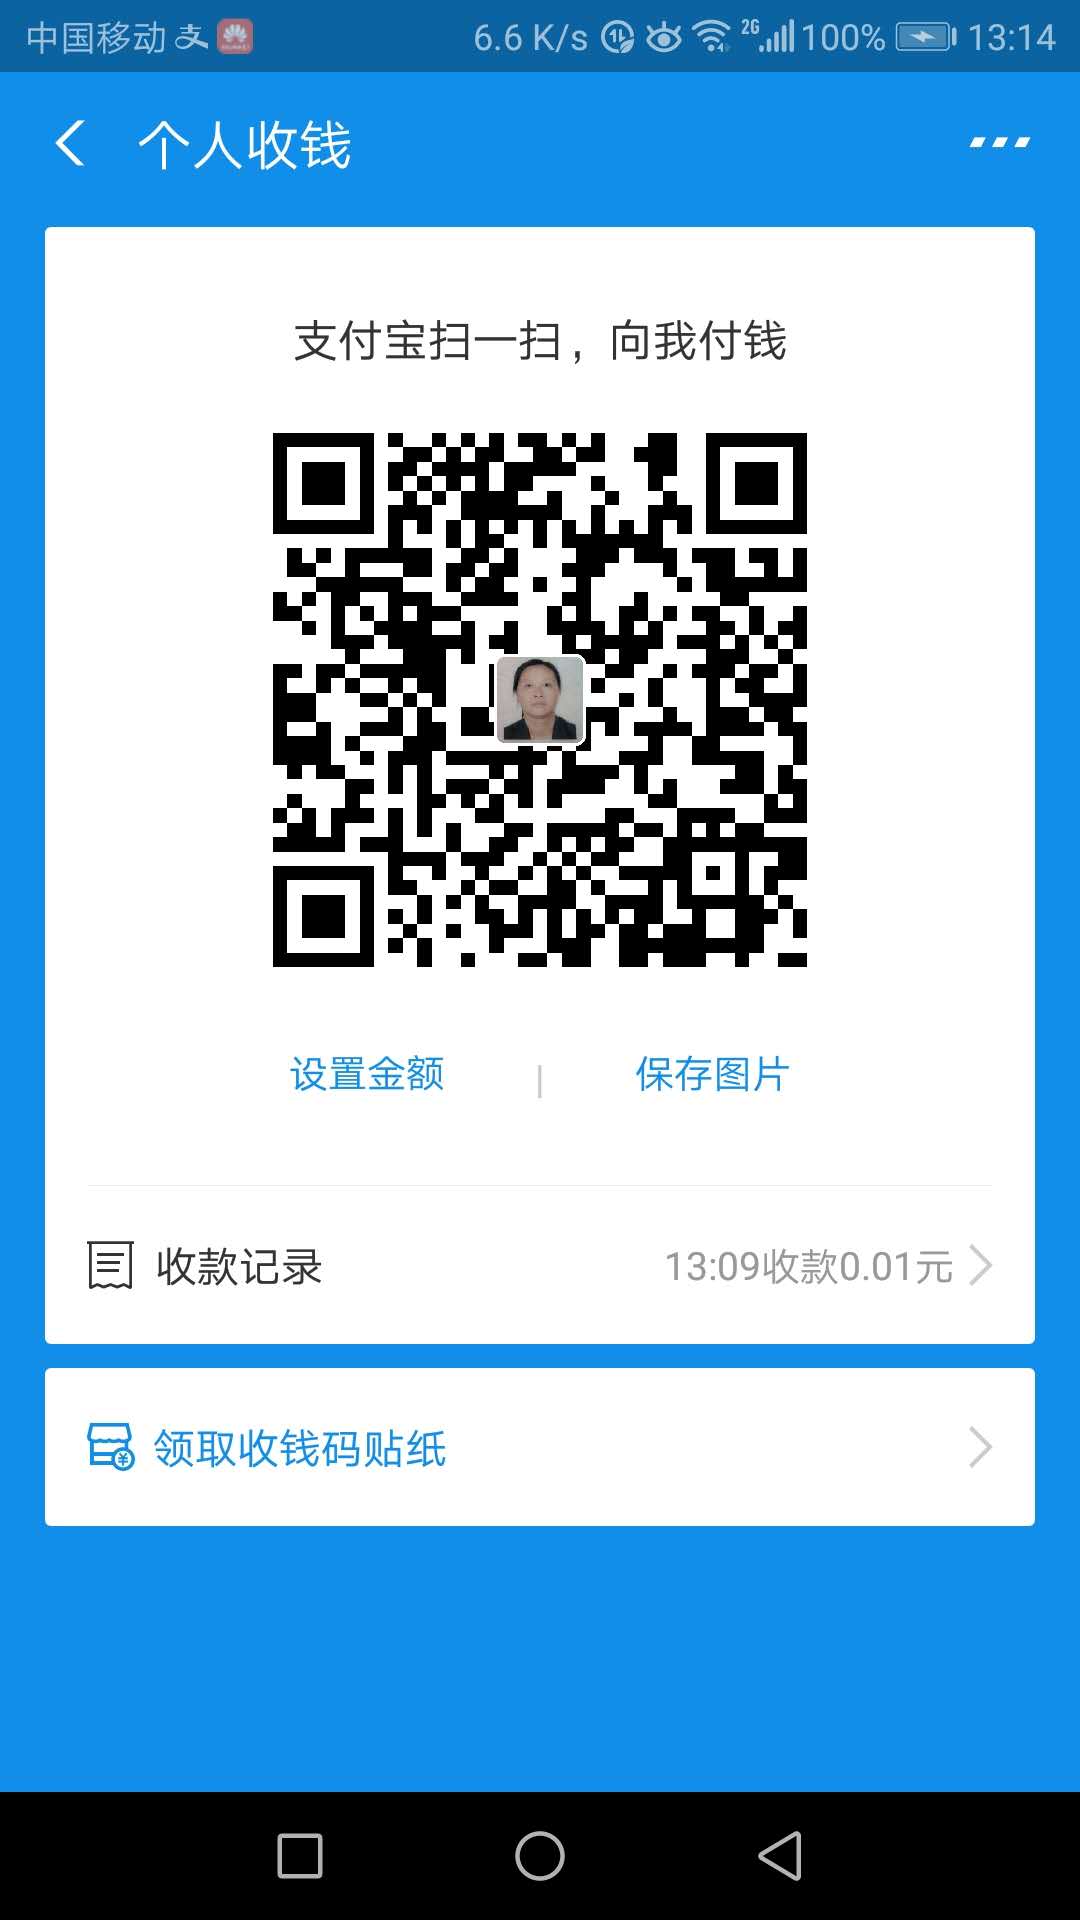 中国移动 6.6 K/s 2G 100% 13:14
个人收钱
支付宝扫一扫，向我付钱
设置金额 | 保存图片
收款记录 13:09收款0.01元
领取收钱码贴纸